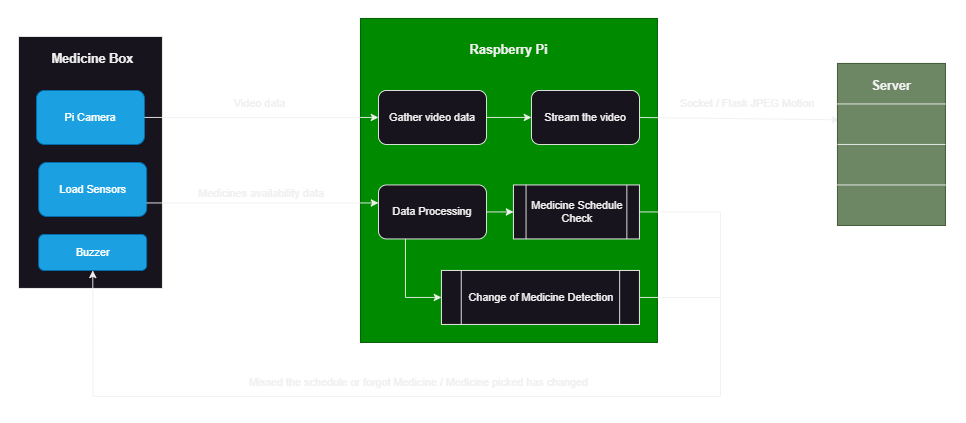 Medicine Box
Pi Camera
Load Sensors
Buzzer
Video data
Medicines availability data
Raspberry Pi
Gather video data
Stream the video
Data Processing
Medicine Schedule
Check
Change of Medicine Detection
Socket / Flask JPEG Motion
Server
Missed the schedule or forgot Medicine / Medicine picked has changed